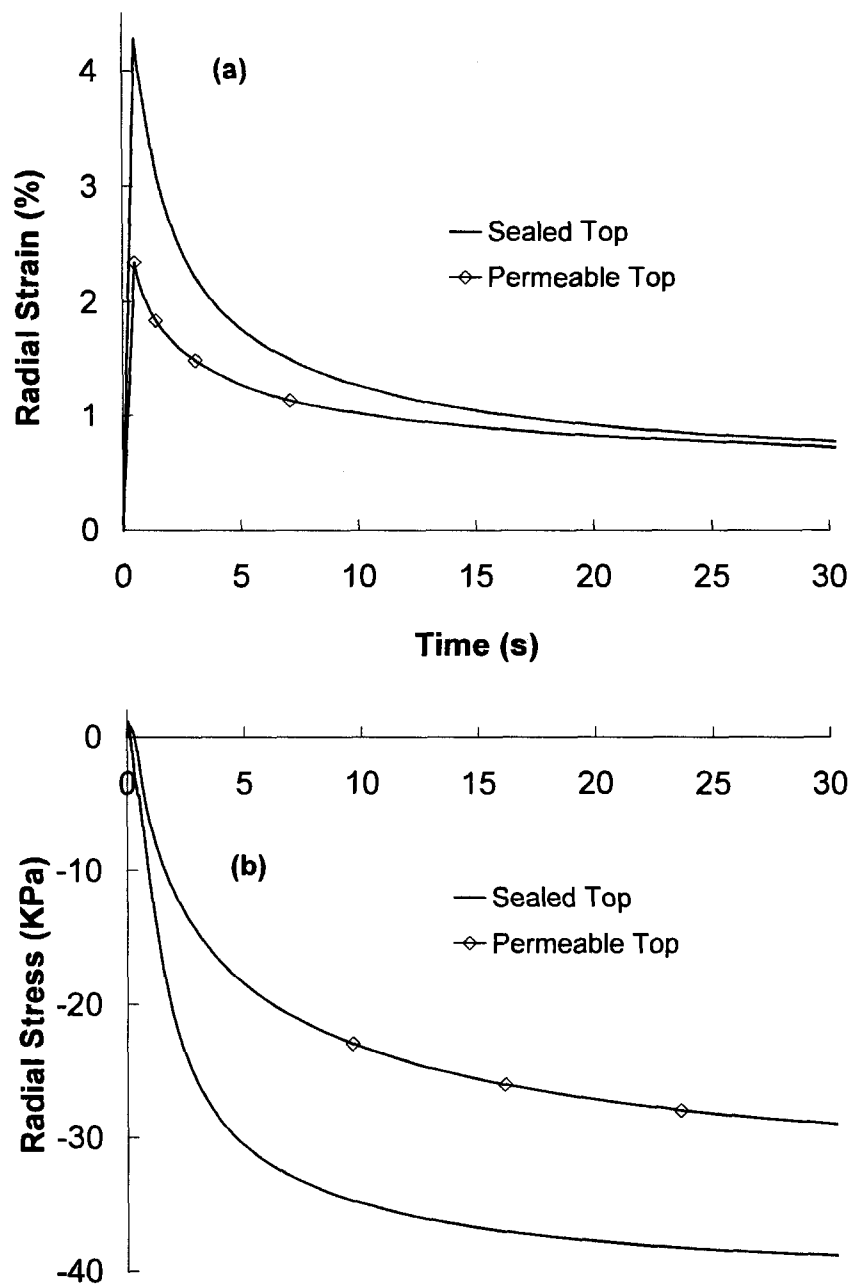 (a)
Radial Strain (%)
4
3
2
1
0
Sealed Top
Permeable Top
0 5 10 15 20 25 30
Time (s)
(b)
Radial Stress (KPa)
0
-10
-20
-30
-40
0 5 10 15 20 25 30
Sealed Top
Permeable Top